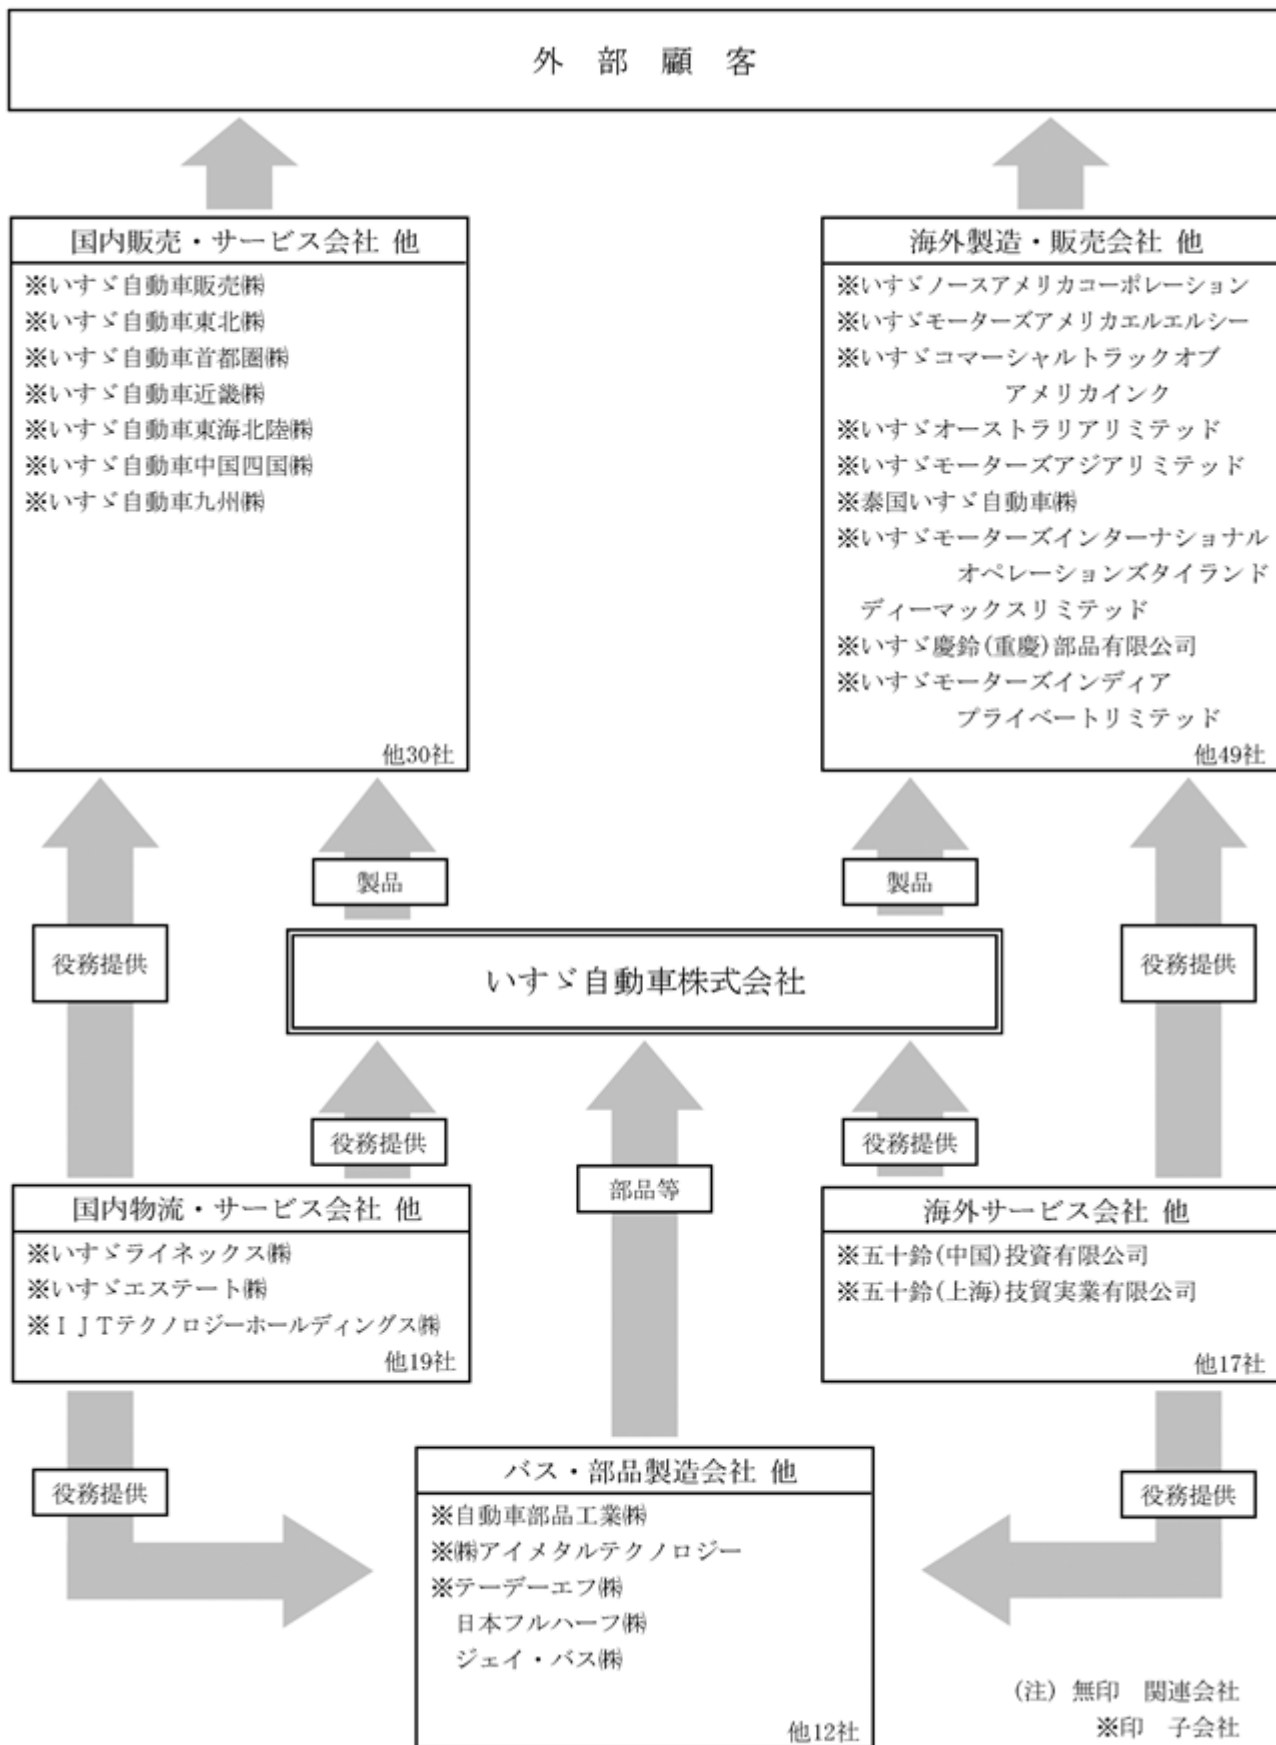 外部顧客
国内販売・サービス会社 他
※いすゞ自動車販売㈱
※いすゞ自動車東北㈱
※いすゞ自動車首都圏㈱
※いすゞ自動車近畿㈱
※いすゞ自動車東海北陸㈱
※いすゞ自動車中国四国㈱
※いすゞ自動車九州㈱
他30社
海外製造・販売会社 他
※いすゞノースアメリカコーポレーション
※いすゞモーターズアメリカエルエルシー
※いすゞコマーシャルトラックオブ
アメリカインク
※いすゞオーストラリアリミテッド
※いすゞモーターズアジアリミテッド
※泰国いすゞ自動車㈱
※いすゞモーターズインターナショナル
オペレーションズタイランド
ディーマックスリミテッド
※いすゞ慶鈴(重慶)部品有限公司
※いすゞモーターズインディア
プライベートリミテッド
他49社
製品
製品
役務提供
役務提供
いすゞ自動車株式会社
役務提供
部品等
役務提供
国内物流・サービス会社 他
※いすゞライネックス㈱
※いすゞエステート㈱
※ＩＪＴテクノロジーホールディングス㈱
他19社
海外サービス会社 他
※五十鈴(中国)投資有限公司
※五十鈴(上海)技貿実業有限公司
他17社
役務提供
役務提供
バス・部品製造会社 他
※自動車部品工業㈱
※㈱アイメタルテクノロジー
※テーデーエフ㈱
日本フルハーフ㈱
ジェイ・バス㈱
他12社
(注) 無印 関連会社
※印 子会社